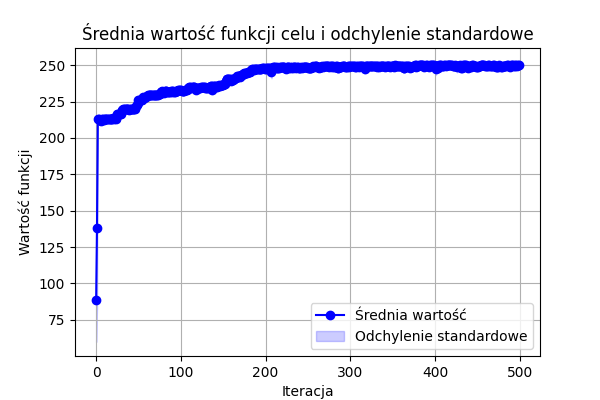 Średnia wartość funkcji celu i odchylenie standardowe
Wartość funkcji
250
225
200
175
150
125
100
75
Średnia wartość
Odchylenie standardowe
0 100 200 300 400 500
Iteracja